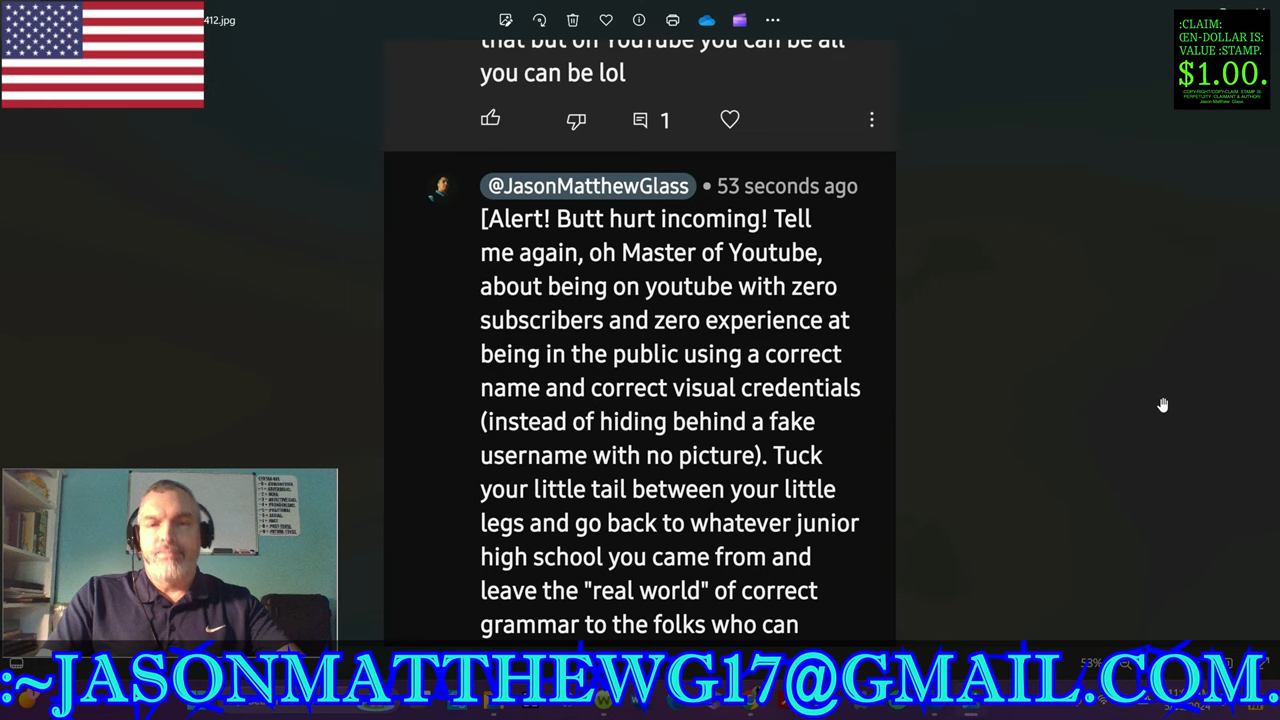 412.jpg
:CLAIM:
VALUE :STAMP.
$1.00.
that but on YouTube you can be all
you can be lol
1
@JasonMatthewGlass • 53 seconds ago
[Alert! Butt hurt incoming! Tell
me again, oh Master of Youtube,
about being on youtube with zero
subscribers and zero experience at
being in the public using a correct
name and correct visual credentials
(instead of hiding behind a fake
username with no picture). Tuck
your little tail between your little
legs and go back to whatever junior
high school you came from and
leave the "real world" of correct
grammar to the folks who can
53%
:~JASONMATTHEWG17@GMAIL.COM.